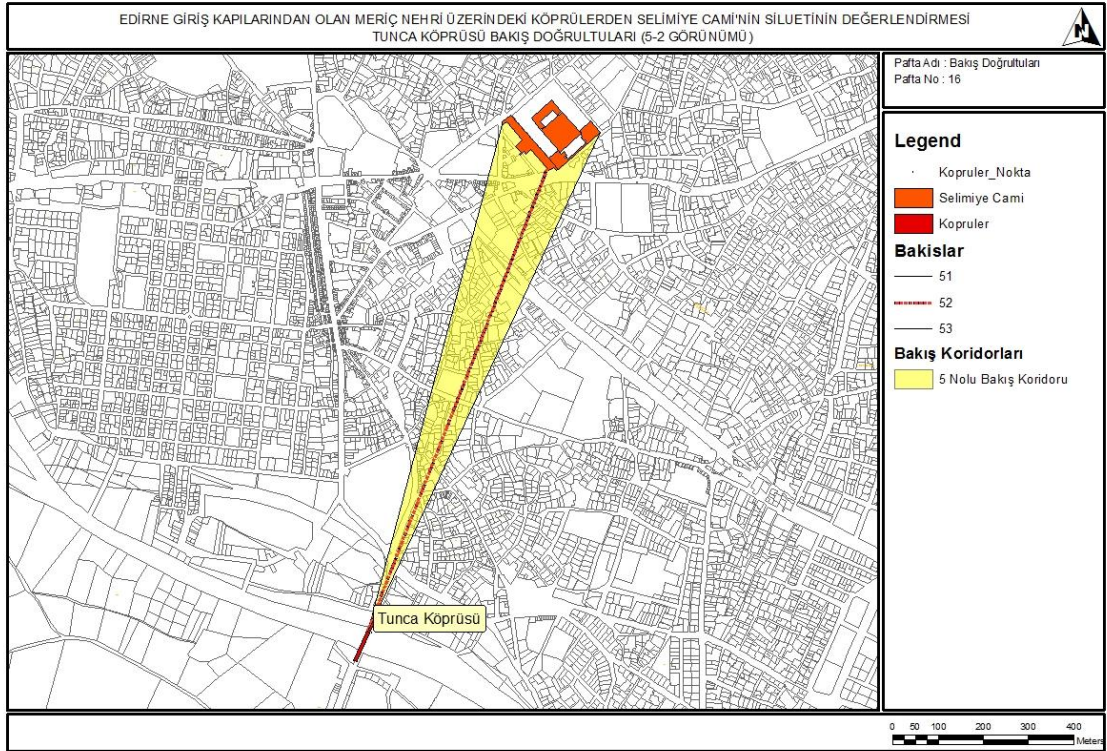 EDİRNE GİRİŞ KAPILARINDAN OLAN MERİÇ NEHRİ ÜZERİNDEKİ KÖPRÜLERDEN SELİMİYE CAMİ'NİN SİLUETİNİN DEĞERLENDİRMESİ
TUNCA KÖPRÜSÜ BAKIŞ DOĞRULTULARI (5-2 GÖRÜNÜMÜ)
N
Pafta Adı : Bakış Doğrultuları
Pafta No : 16
Legend
Kopruler_Nokta
Selimiye Cami
Kopruler
Bakislar
51
52
53
Bakış Koridorları
5 Nolu Bakış Koridoru
Tunca Köprüsü
0 50 100 200 300 400
Meters